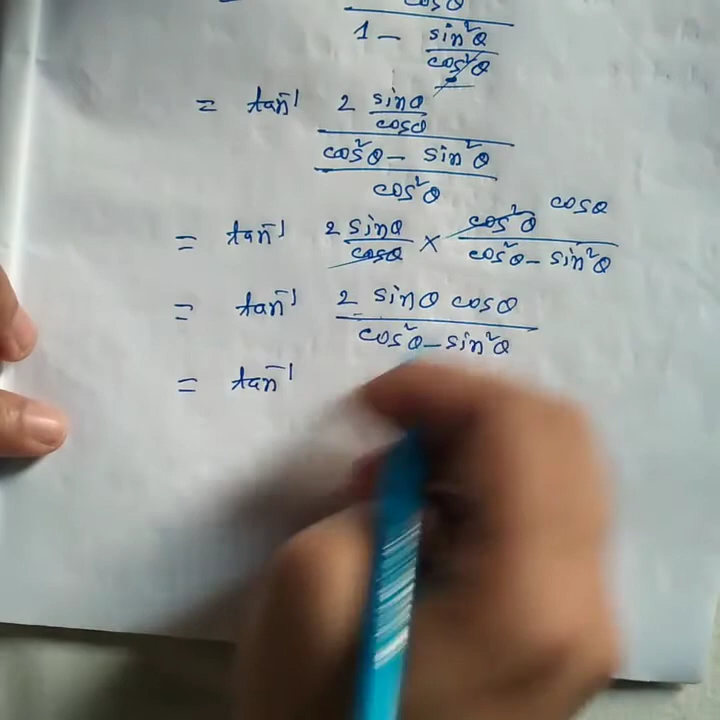 cosθ
1 - sin²θ/cos²θ
= tan⁻¹ (2 sinθ/cosθ)/((cos²θ - sin²θ)/cos²θ)
= tan⁻¹ 2 sinθ/cosθ × cos²θ cosθ/(cos²θ - sin²θ)
= tan⁻¹ (2 sinθ cosθ)/(cos²θ - sin²θ)
= tan⁻¹